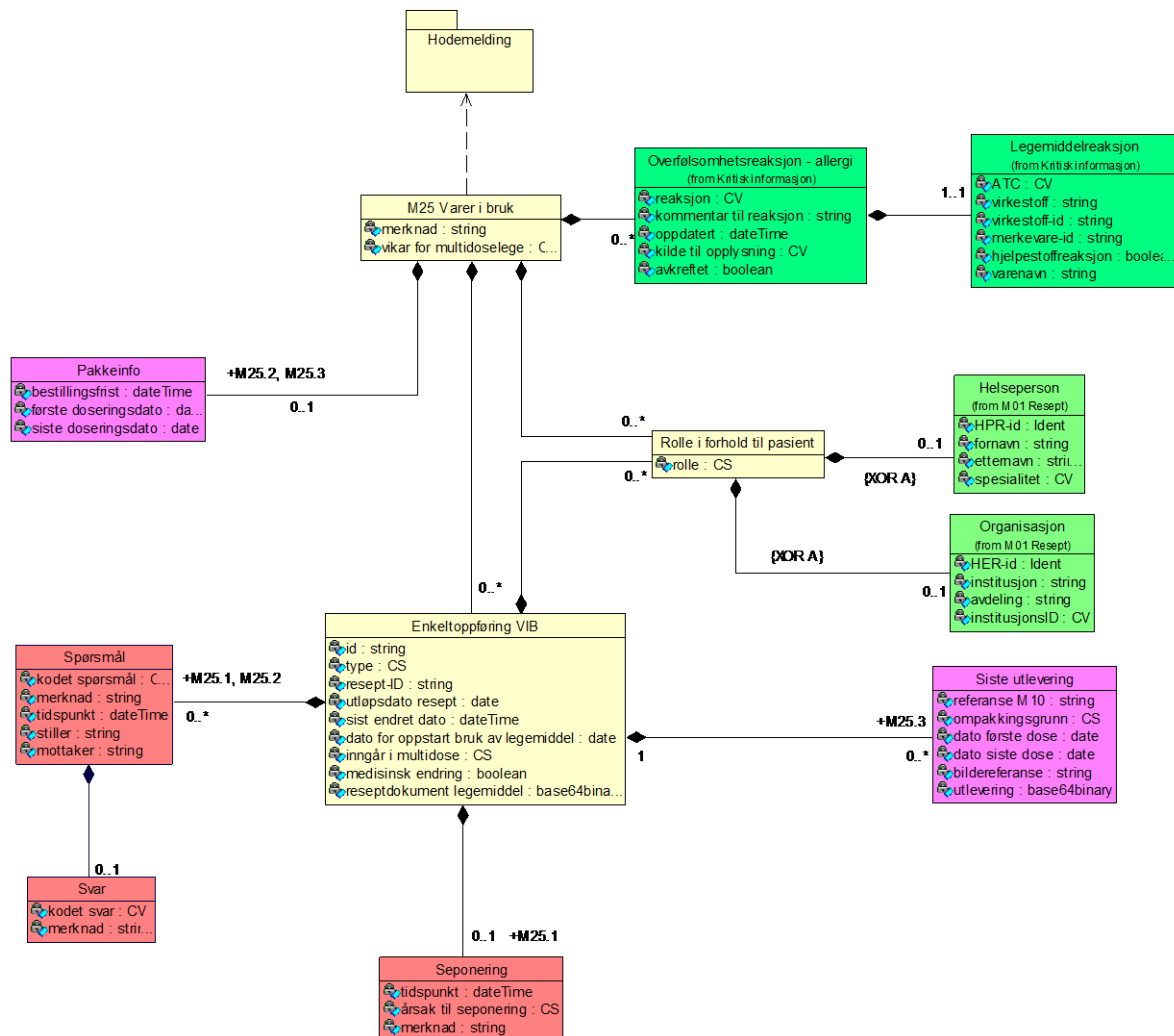 Hodemelding
M25 Varer i bruk
merknad : string
vikar for multidoselege : C...
Overfølsomhetsreaksjon - allergi
(from Kritisk informasjon)
reaksjon : CV
kommentar til reaksjon : string
oppdatert : dateTime
kilde til opplysning : CV
avkreftet : boolean
0..*
Legemiddelreaksjon
(from Kritisk informasjon)
ATC : CV
virkestoff : string
virkestoff-id : string
merkevare-id : string
hjelpestoffreaksjon : boolea...
varenavn : string
1..1
Pakkeinfo
bestillingsfrist : dateTime
første doseringsdato : da...
siste doseringsdato : date
+M25.2, M25.3
0..1
0..*
Rolle i forhold til pasient
rolle : CS
0..*
Helseperson
(from M01 Resept)
HPR-id : Ident
fornavn : string
etternavn : strin...
spesialitet : CV
0..1
{XOR A}
Organisasjon
(from M01 Resept)
HER-id : Ident
institusjon : string
avdeling : string
institusjonsID : CV
{XOR A}
0..1
0..*
Enkeltoppføring VIB
id : string
type : CS
resept-ID : string
utløpsdato resept : date
sist endret dato : dateTime
dato for oppstart bruk av legemiddel : date
inngår i multidose : CS
medisinsk endring : boolean
reseptdokument legemiddel : base64bina...
Spørsmål
kodet spørsmål : C...
merknad : string
tidspunkt : dateTime
stiller : string
mottaker : string
+M25.1, M25.2
0..*
Siste utlevering
referanse M10 : string
ompakkingsgrunn : CS
dato første dose : date
dato siste dose : date
bildereferanse : string
utlevering : base64binary
+M25.3
1
0..*
0..1
Svar
kodet svar : CV
merknad : strin...
0..1 +M25.1
Seponering
tidspunkt : dateTime
årsak til seponering : CS
merknad : string